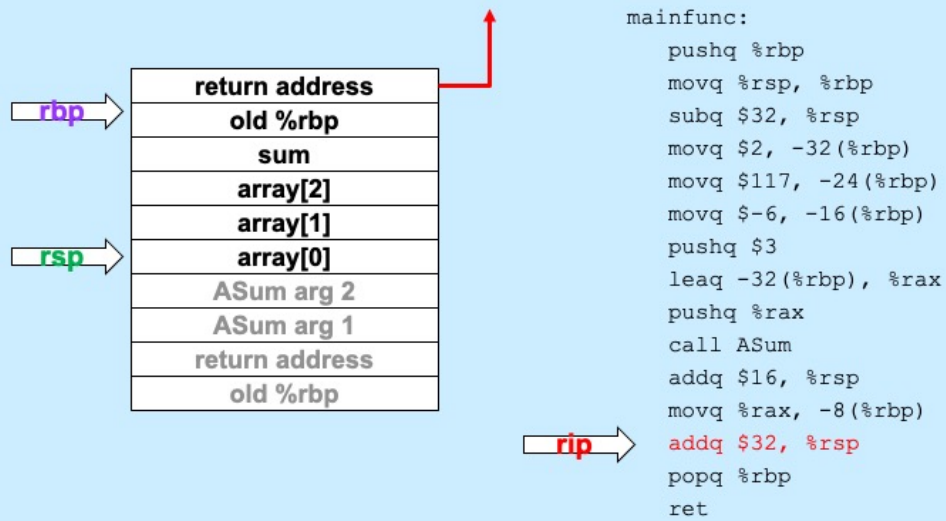 return address
rbp
old %rbp
sum
array[2]
array[1]
rsp
array[0]
ASum arg 2
ASum arg 1
return address
old %rbp
mainfunc:
pushq %rbp
movq %rsp, %rbp
subq $32, %rsp
movq $2, -32(%rbp)
movq $117, -24(%rbp)
movq $-6, -16(%rbp)
pushq $3
leaq -32(%rbp), %rax
pushq %rax
call ASum
addq $16, %rsp
movq %rax, -8(%rbp)
rip
addq $32, %rsp
popq %rbp
ret